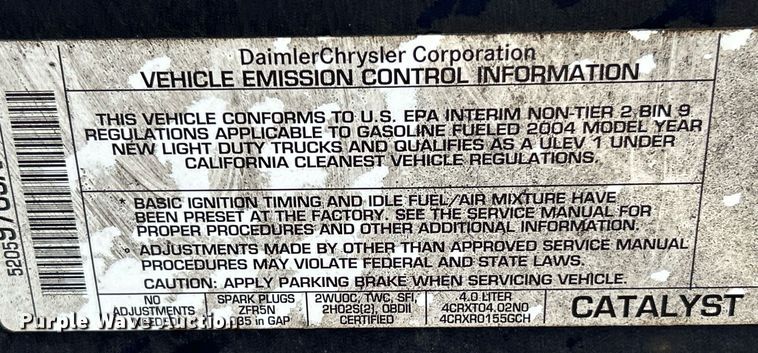 DaimlerChrysler Corporation
VEHICLE EMISSION CONTROL INFORMATION
THIS VEHICLE CONFORMS TO U.S. EPA INTERIM NON-TIER 2 BIN 9
REGULATIONS APPLICABLE TO GASOLINE FUELED 2004 MODEL YEAR
NEW LIGHT DUTY TRUCKS AND QUALIFIES AS A ULEV 1 UNDER
CALIFORNIA CLEANEST VEHICLE REGULATIONS.
* BASIC IGNITION TIMING AND IDLE FUEL/AIR MIXTURE HAVE
BEEN PRESET AT THE FACTORY. SEE THE SERVICE MANUAL FOR
PROPER PROCEDURES AND OTHER ADDITIONAL INFORMATION.
* ADJUSTMENTS MADE BY OTHER THAN APPROVED SERVICE MANUAL
PROCEDURES MAY VIOLATE FEDERAL AND STATE LAWS.
CAUTION: APPLY PARKING BRAKE WHEN SERVICING VEHICLE.
NO
ADJUSTMENTS
SPARK PLUGS
ZFR5N
.035 in GAP
2WUOC, TWC, SFI,
2HO2S(2), OBDII
CERTIFIED
4.0 LITER
4CRXT04.02N0
4CRXR0155GCH
CATALYST
Purple Wave Auction